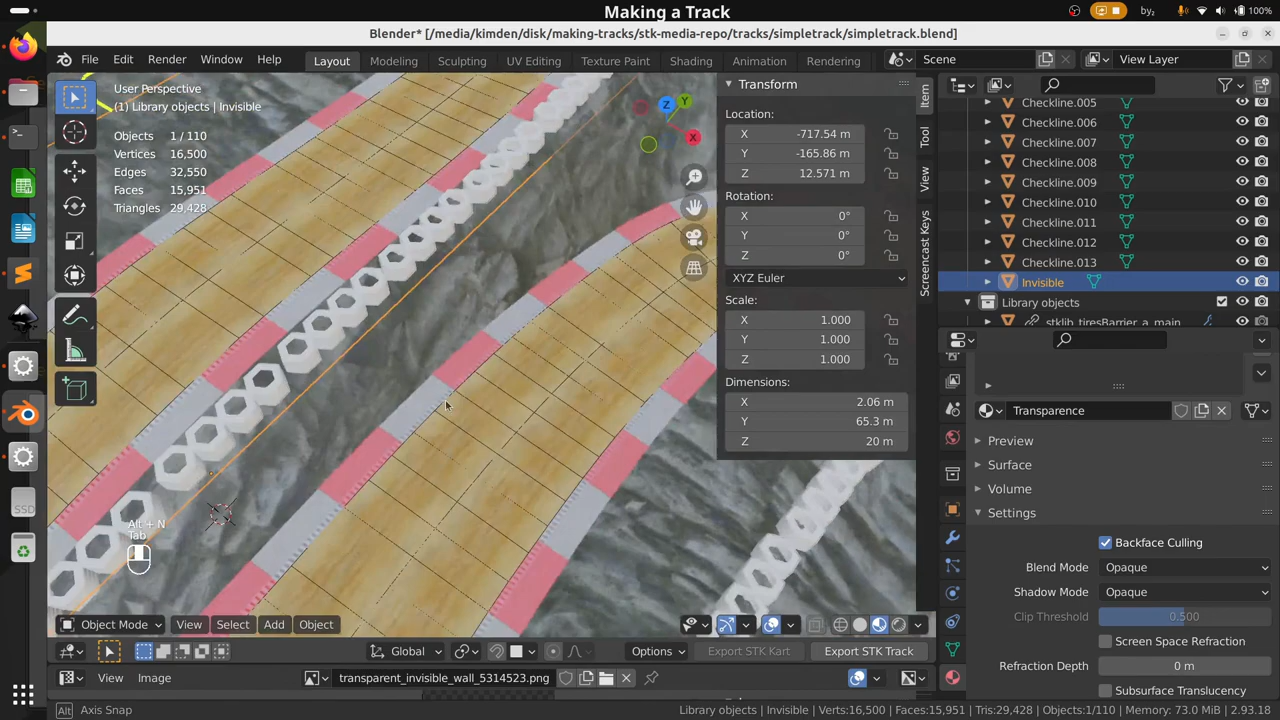 Making a Track
by₂
100%
Blender* [/media/kimden/disk/making-tracks/stk-media-repo/tracks/simpletrack/simpletrack.blend]
File Edit Render Window Help
Layout Modeling Sculpting UV Editing Texture Paint Shading Animation Rendering
Scene View Layer
User Perspective
(1) Library objects | Invisible
Objects 1 / 110
Vertices 16,500
Edges 32,550
Faces 15,951
Triangles 29,428
Z Y X
Transform
Location:
X -717.54 m
Y -165.86 m
Z 12.571 m
Rotation:
X 0°
Y 0°
Z 0°
XYZ Euler
Scale:
X 1.000
Y 1.000
Z 1.000
Dimensions:
X 2.06 m
Y 65.3 m
Z 20 m
Item
Tool
View
Screencast Keys
Checkline.005
Checkline.006
Checkline.007
Checkline.008
Checkline.009
Checkline.010
Checkline.011
Checkline.012
Checkline.013
Invisible
Library objects
stklib_tiresBarrier_a_main
Transparence
Preview
Surface
Volume
Settings
Backface Culling
Blend Mode Opaque
Shadow Mode Opaque
Clip Threshold 0.500
Screen Space Refraction
Refraction Depth 0 m
Subsurface Translucency
Alt + N
Tab
SSD
Object Mode View Select Add Object
Global Options Export STK Kart Export STK Track
View Image transparent_invisible_wall_5314523.png
Alt Axis Snap
Library objects | Invisible | Verts:16,500 | Faces:15,951 | Tris:29,428 | Objects:1/110 | Memory: 73.0 MiB | 2.93.18